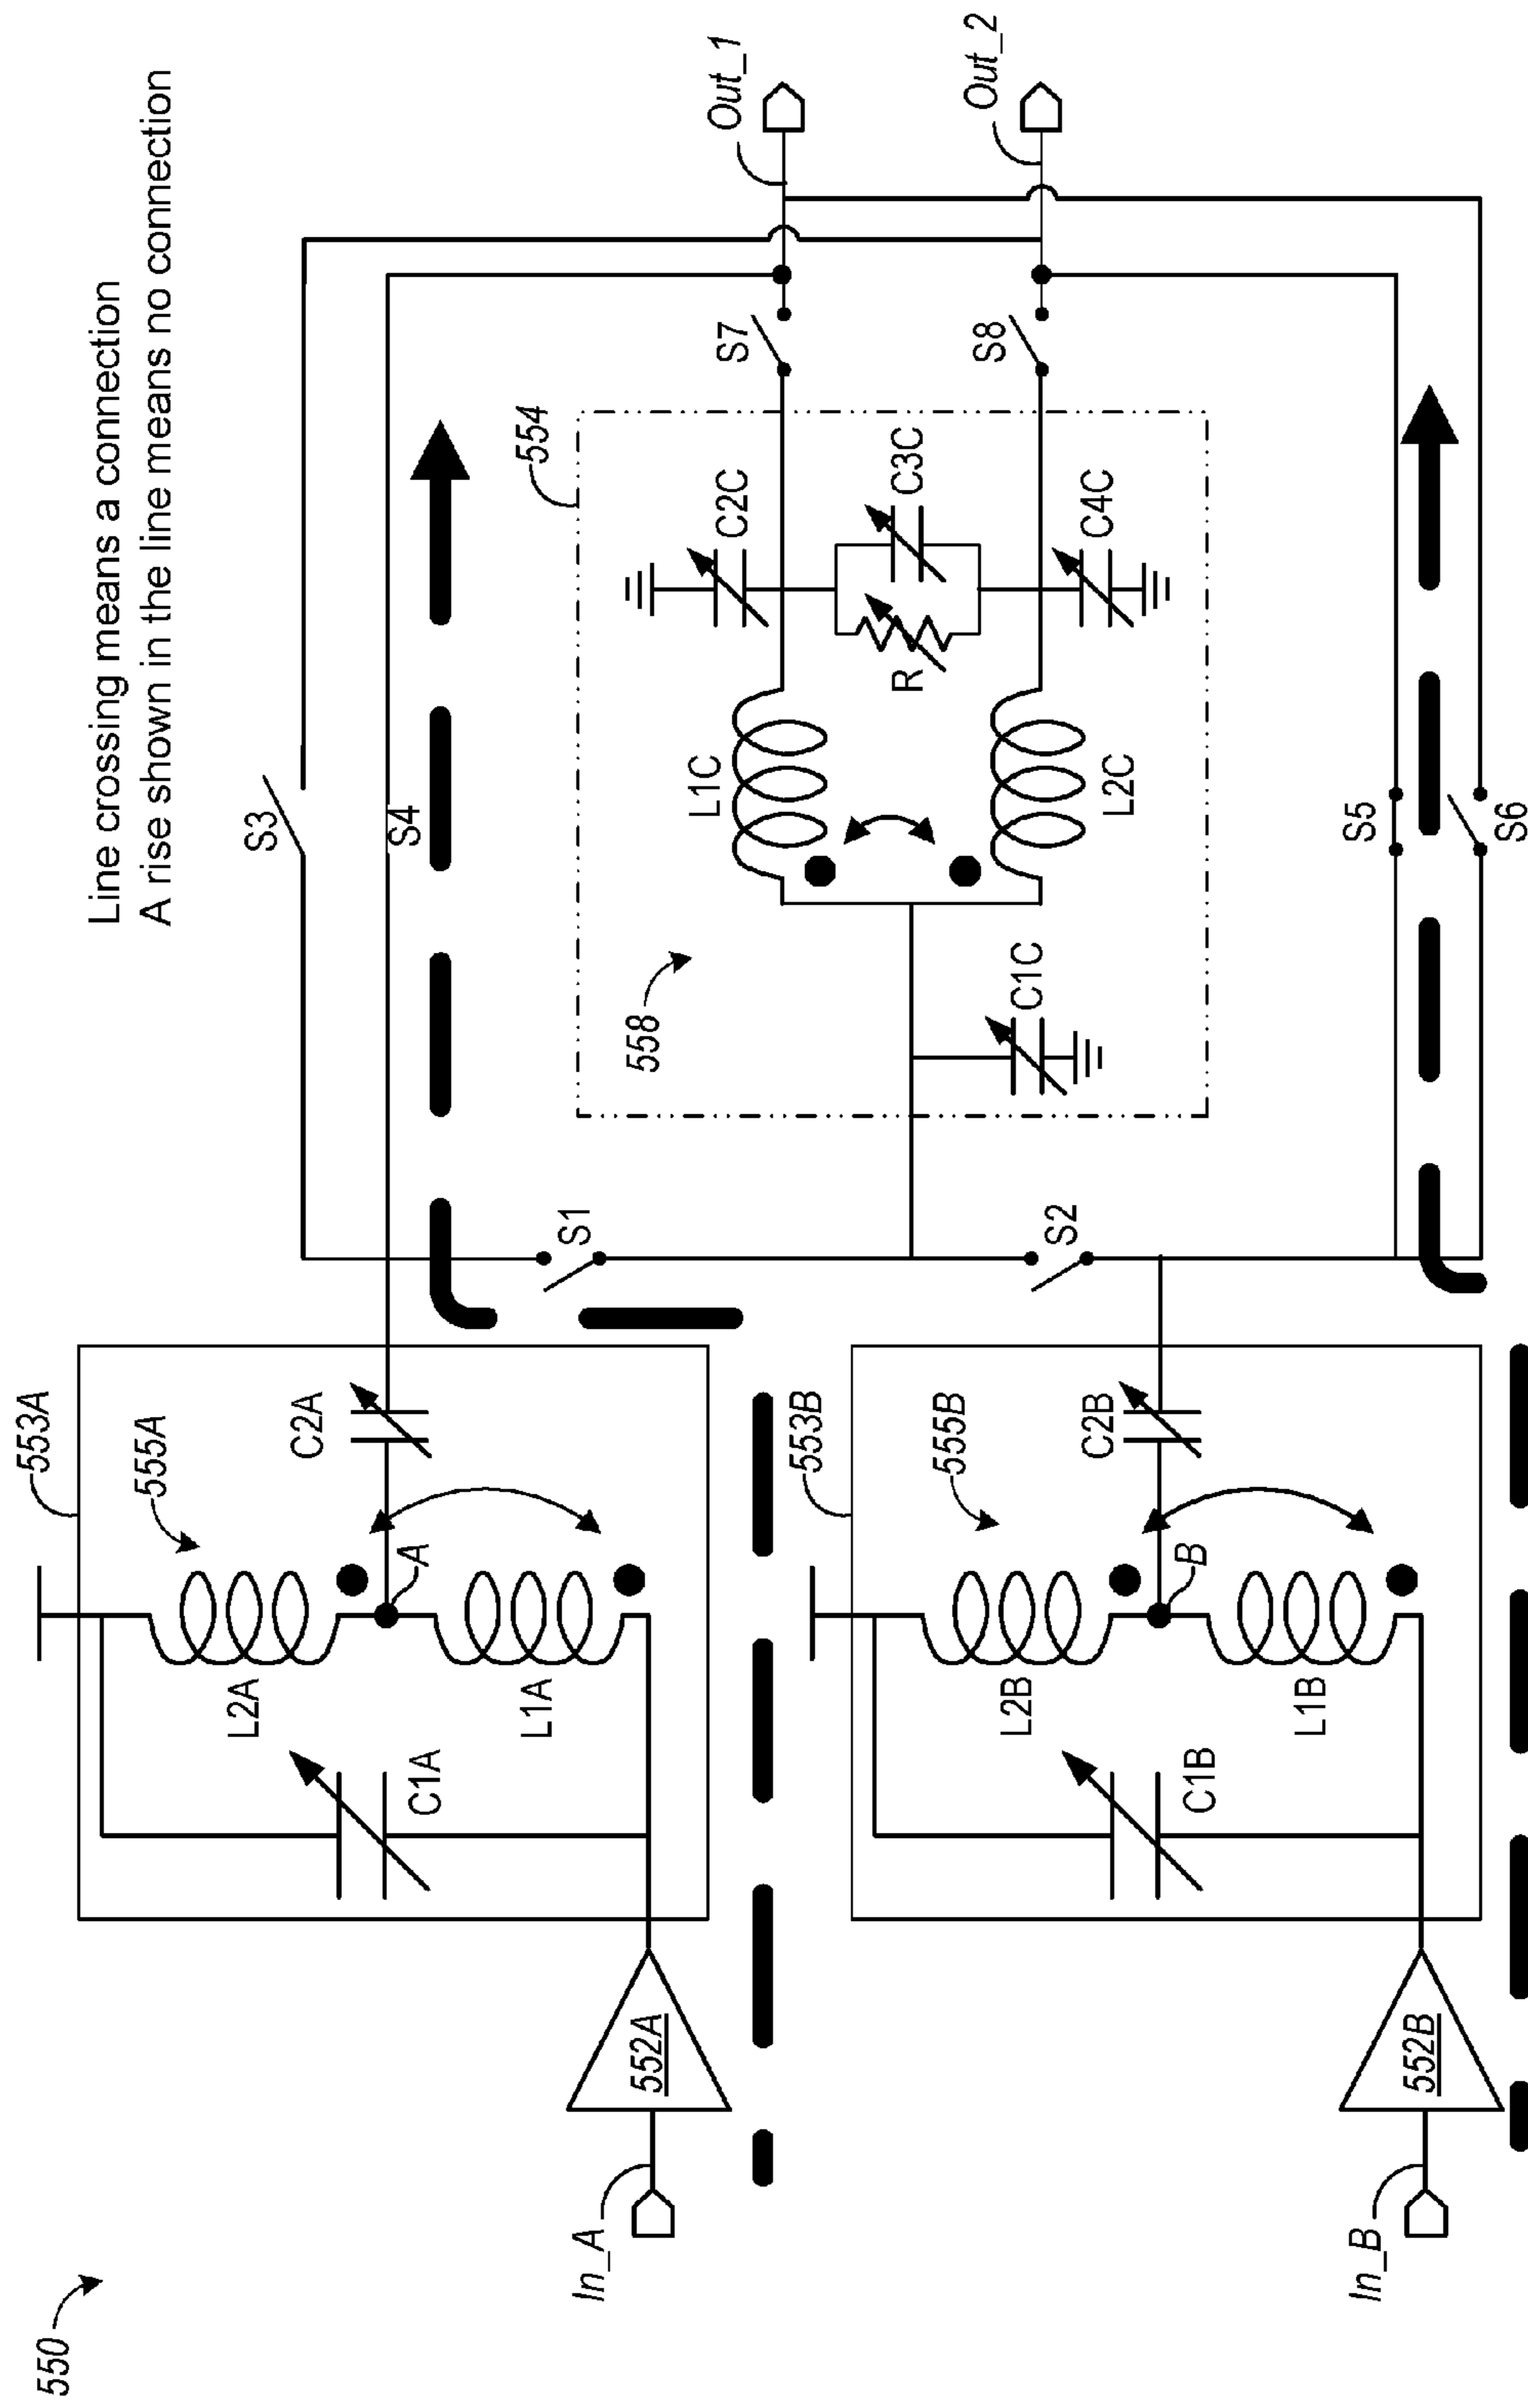 Line crossing means a connection
A rise shown in the line means no connection
550
553A
555A
L2A
C2A
A
L1A
C1A
In_A
552A
553B
555B
L2B
C2B
B
L1B
C1B
In_B
552B
S3
S4
S1
S2
554
558
L1C
C1C
L2C
C2C
R
C3C
C4C
S7
S8
S5
S6
Out_1
Out_2